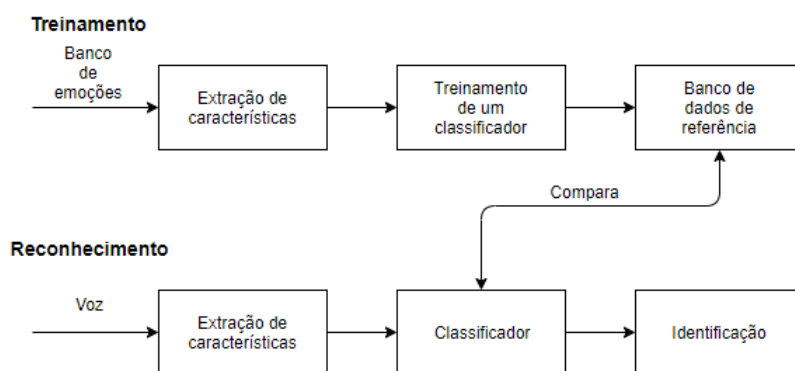 Treinamento
Banco
de
emoções
Extração de
características
Treinamento
de um
classificador
Banco de
dados de
referência
Compara
Reconhecimento
Voz
Extração de
características
Classificador
Identificação